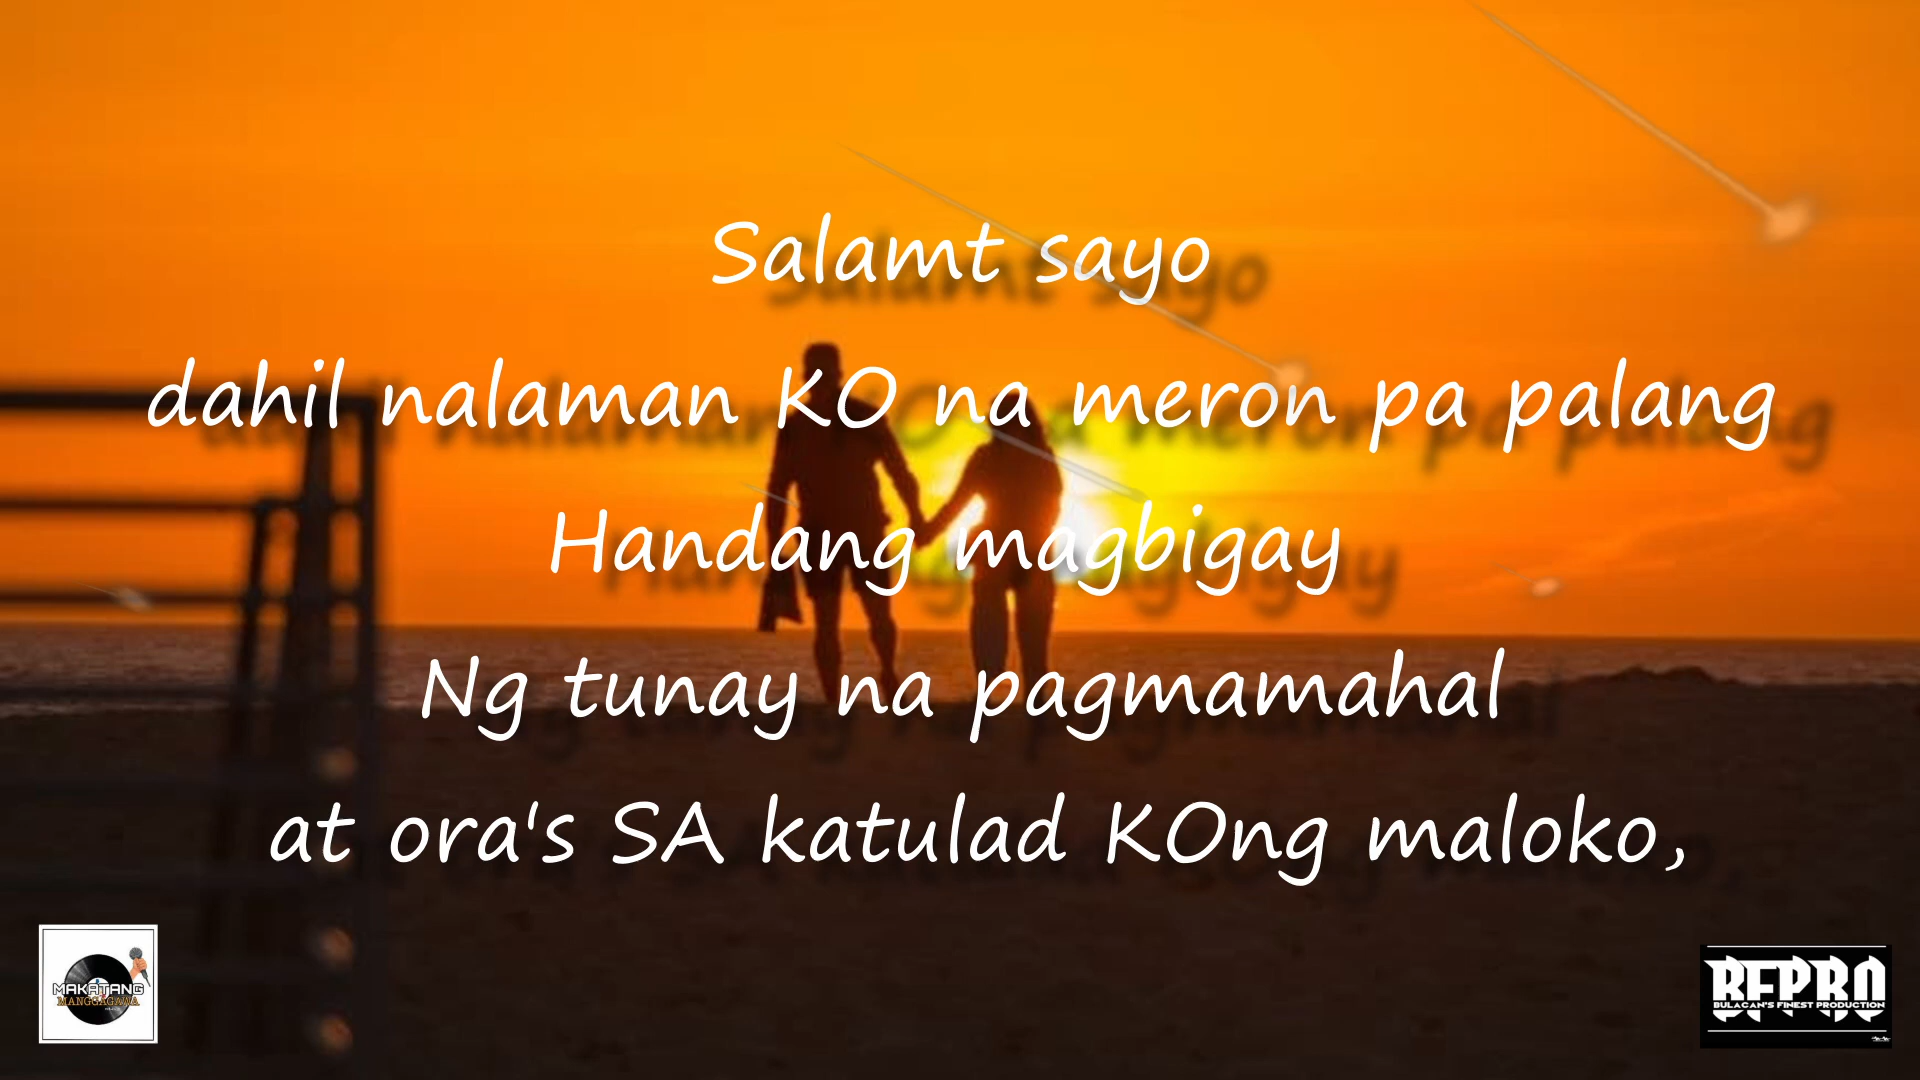 Salamt sayo
dahil nalaman KO na meron pa palang
Handang magbigay
Ng tunay na pagmamahal
at ora's SA katulad KOng maloko,
MAKATANG
MANGGAGAWA
BFPRO
BULACAN'S FINEST PRODUCTION